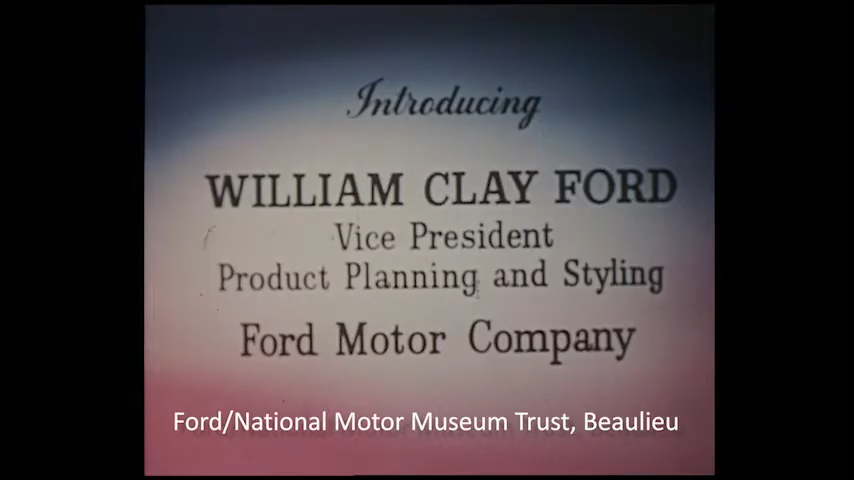 Introducing
WILLIAM CLAY FORD
Vice President
Product Planning and Styling
Ford Motor Company
Ford/National Motor Museum Trust, Beaulieu